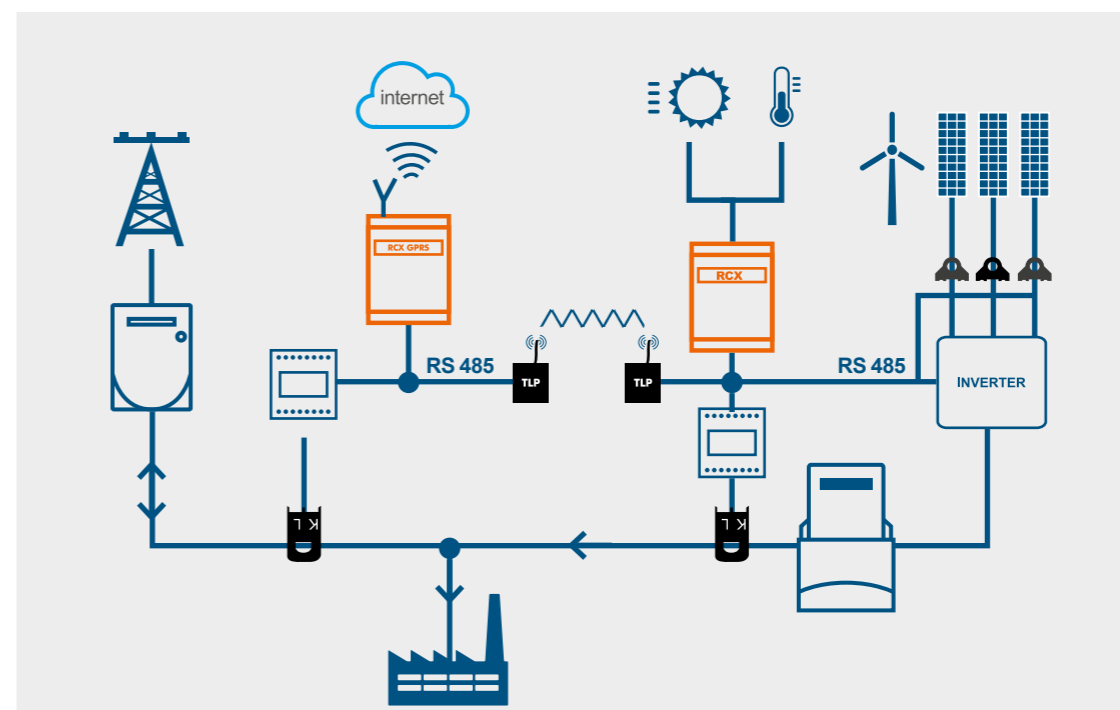 internet
RCX GPRS
RCX
RS 485
TLP
TLP
RS 485
INVERTER
K L
K L